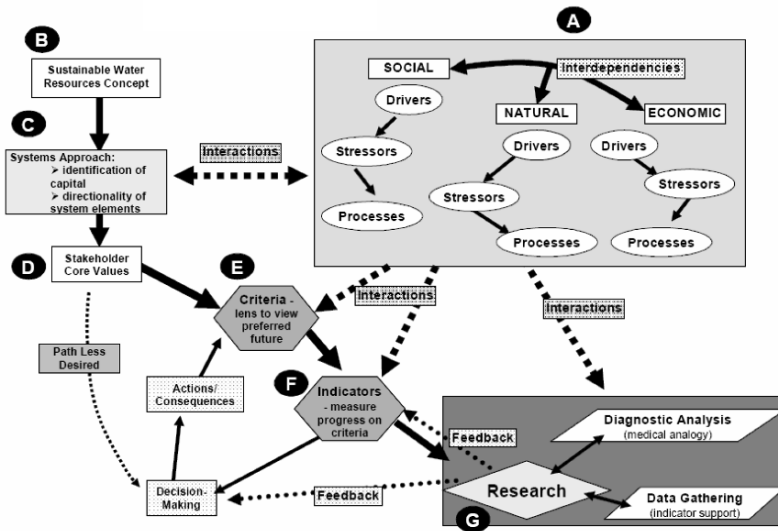 A
B
Sustainable Water
Resources Concept
SOCIAL
Interdependencies
Drivers
NATURAL
ECONOMIC
C
Systems Approach:
➢ identification of
capital
➢ directionality of
system elements
Interactions
Stressors
Drivers
Drivers
Stressors
Stressors
Processes
Processes
Processes
D
Stakeholder
Core Values
E
Criteria -
lens to view
preferred
future
Interactions
Interactions
Path Less
Desired
Actions/
Consequences
F
Indicators
- measure
progress on
criteria
Feedback
Diagnostic Analysis
(medical analogy)
Decision-
Making
Feedback
Research
Data Gathering
(indicator support)
G